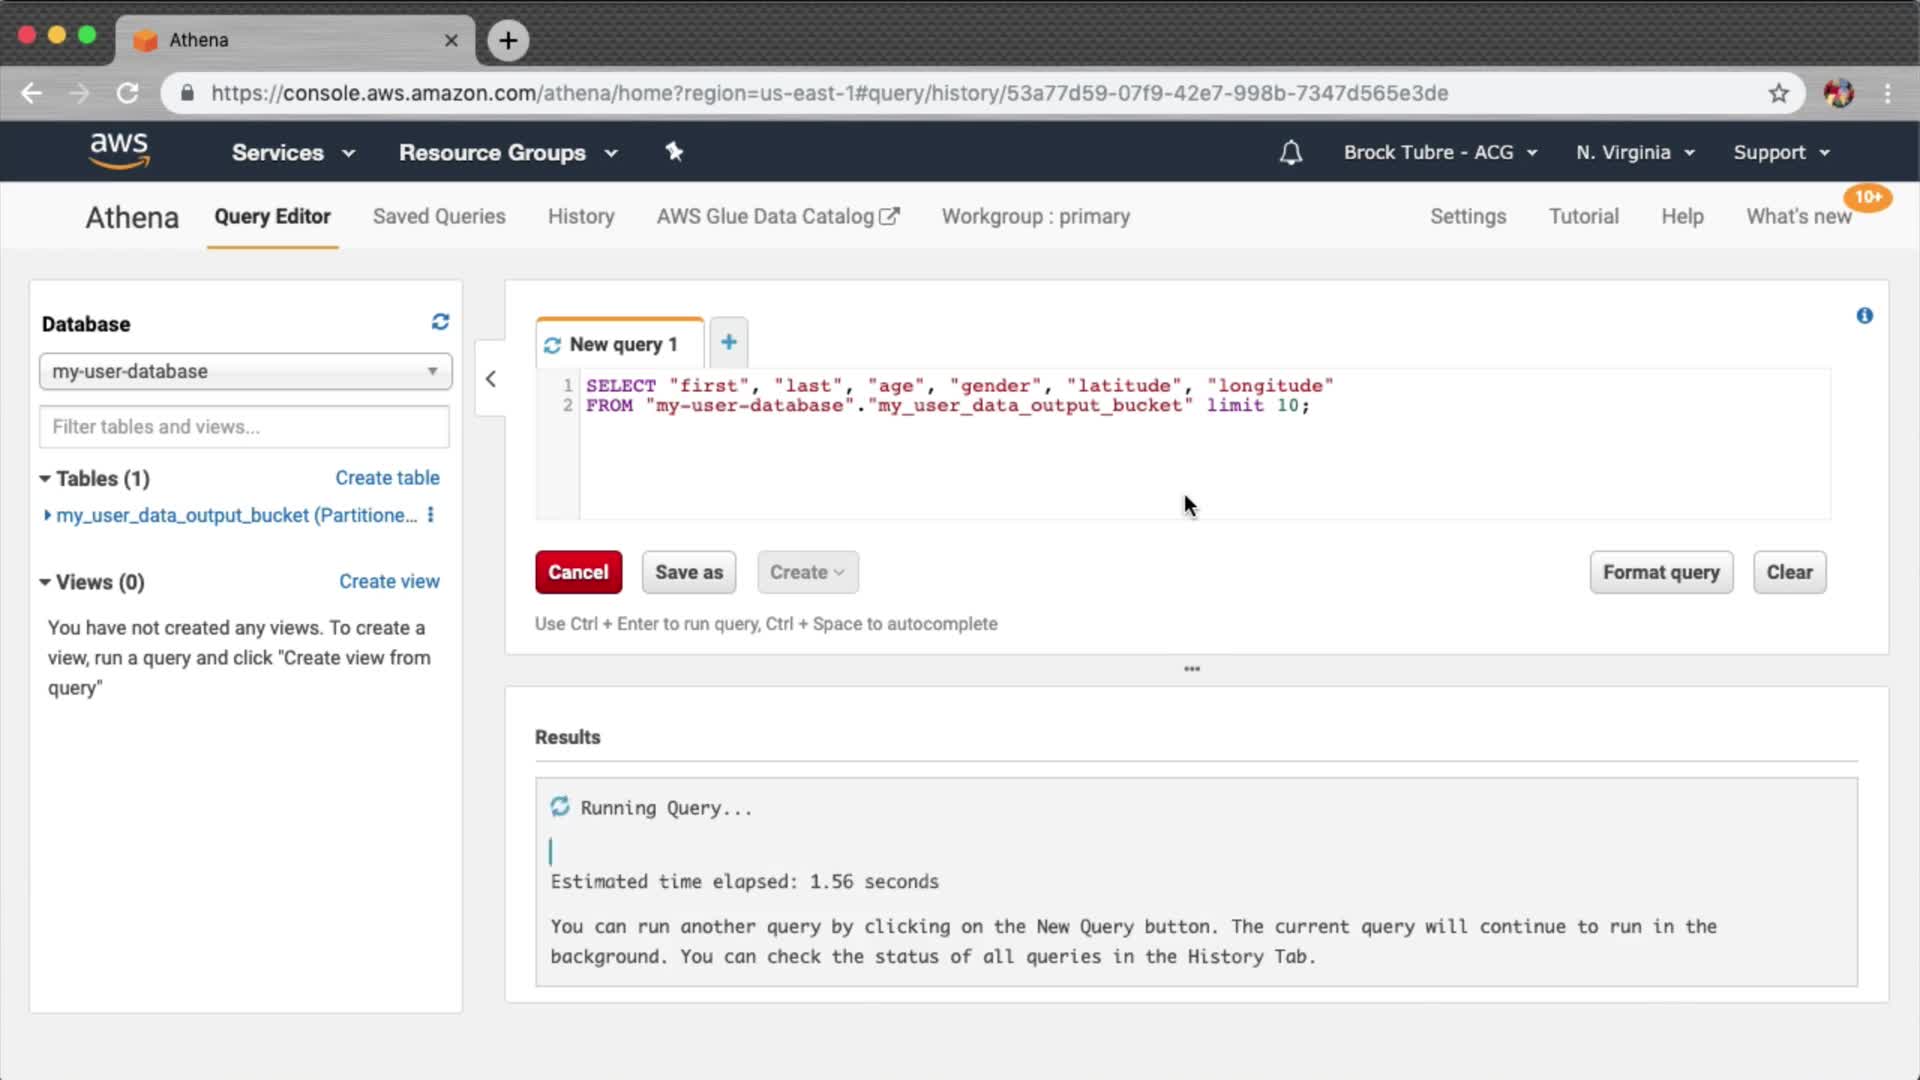 Athena
https://console.aws.amazon.com/athena/home?region=us-east-1#query/history/53a77d59-07f9-42e7-998b-7347d565e3de
aws Services Resource Groups Brock Tubre - ACG N. Virginia Support
Athena Query Editor Saved Queries History AWS Glue Data Catalog Workgroup : primary Settings Tutorial Help What's new 10+
Database
my-user-database
Filter tables and views...
Tables (1) Create table
my_user_data_output_bucket (Partitione...
Views (0) Create view
You have not created any views. To create a
view, run a query and click "Create view from
query"
New query 1
1 SELECT "first", "last", "age", "gender", "latitude", "longitude"
2 FROM "my-user-database"."my_user_data_output_bucket" limit 10;
Cancel Save as Create Format query Clear
Use Ctrl + Enter to run query, Ctrl + Space to autocomplete
Results
Running Query...
Estimated time elapsed: 1.56 seconds
You can run another query by clicking on the New Query button. The current query will continue to run in the
background. You can check the status of all queries in the History Tab.